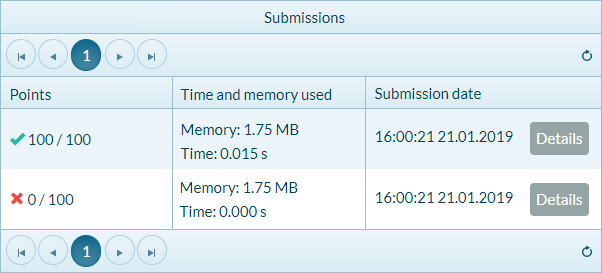 Submissions
1
Points Time and memory used Submission date
100 / 100 Memory: 1.75 MB 16:00:21 21.01.2019 Details
Time: 0.015 s
0 / 100 Memory: 1.75 MB 16:00:21 21.01.2019 Details
Time: 0.000 s
1